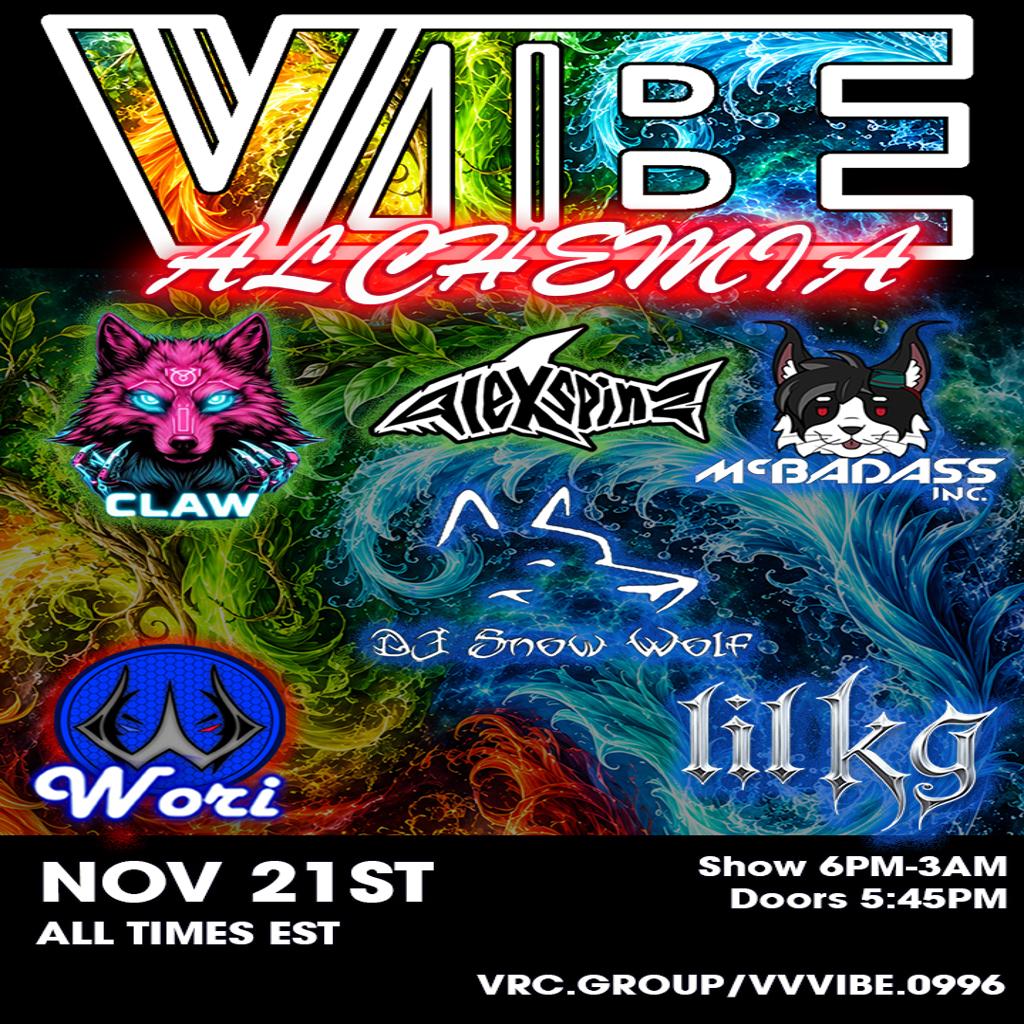 VIBE
ALCHEMIA
CLAW
AlexSpinz
McBADASS
INC.
DJ Snow Wolf
Wori
lil kg
NOV 21ST
ALL TIMES EST
Show 6PM-3AM
Doors 5:45PM
VRC.GROUP/VVVIBE.0996